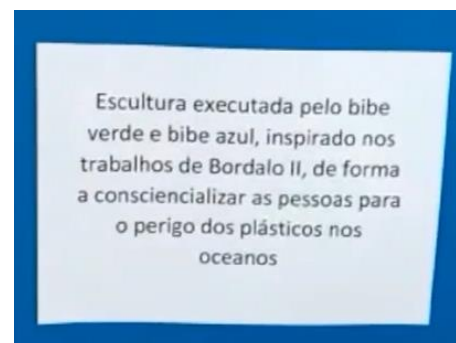 Escultura executada pelo bibe
verde e bibe azul, inspirado nos
trabalhos de Bordalo II, de forma
a consciencializar as pessoas para
o perigo dos plásticos nos
oceanos